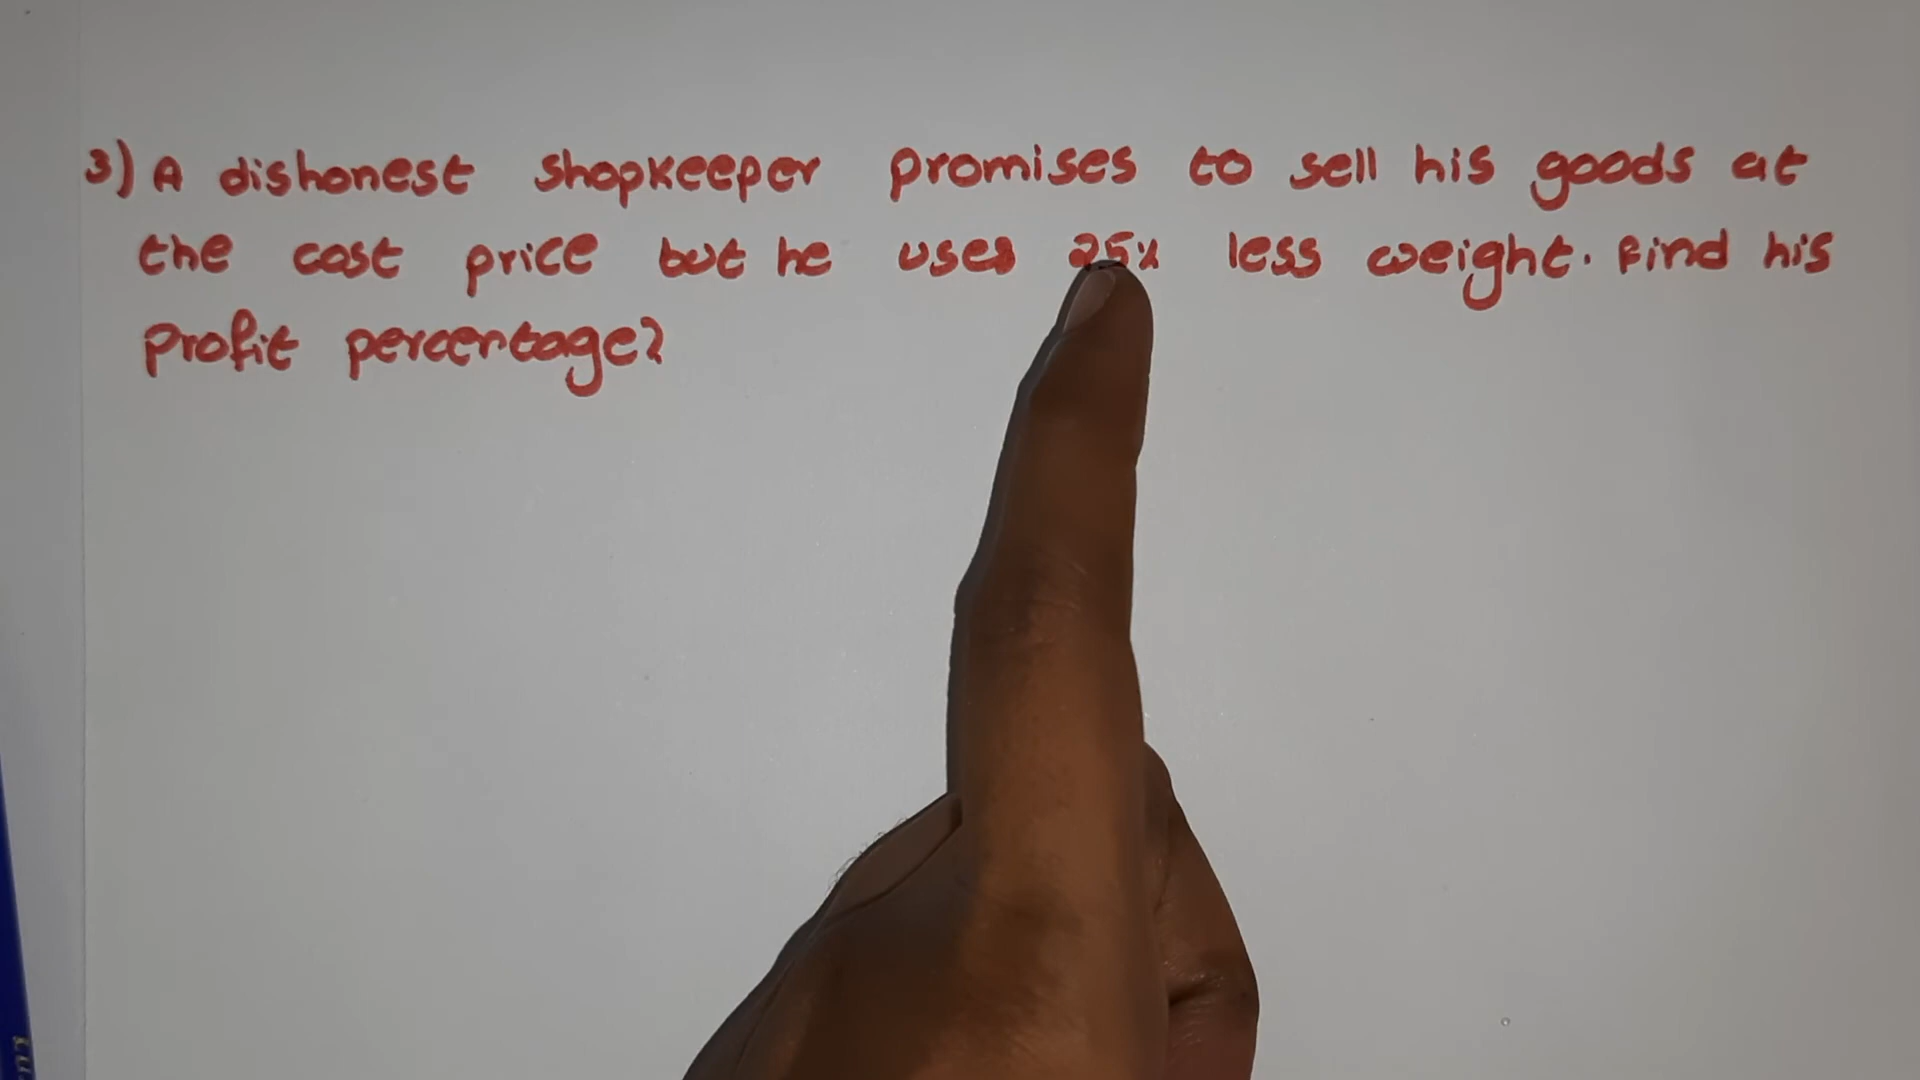 3) A dishonest shopkeeper promises to sell his goods at
the cost price but he uses 25% less weight. Find his
profit percentage?